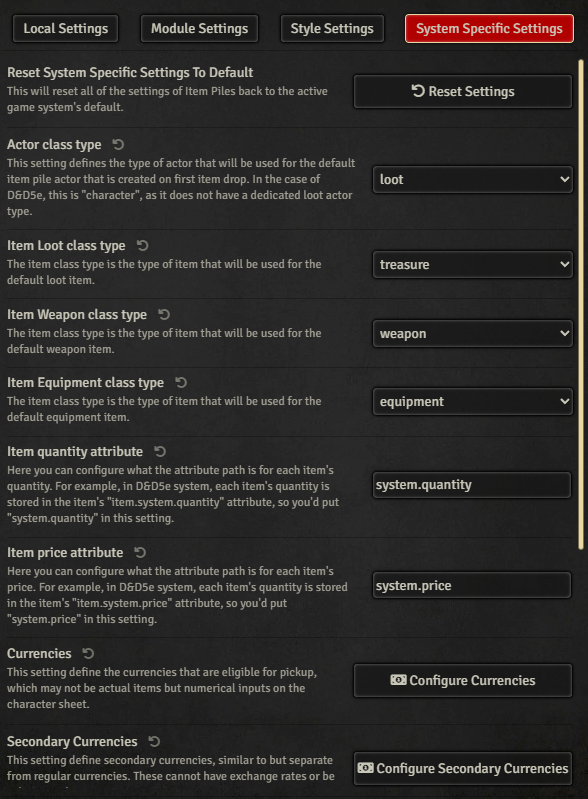 Local Settings
Module Settings
Style Settings
System Specific Settings
Reset System Specific Settings To Default
This will reset all of the settings of Item Piles back to the active
game system's default.
Reset Settings
Actor class type
This setting defines the type of actor that will be used for the default
item pile actor that is created on first item drop. In the case of
D&D5e, this is "character", as it does not have a dedicated loot actor
type.
loot
Item Loot class type
The item class type is the type of item that will be used for the
default loot item.
treasure
Item Weapon class type
The item class type is the type of item that will be used for the
default weapon item.
weapon
Item Equipment class type
The item class type is the type of item that will be used for the
default equipment item.
equipment
Item quantity attribute
Here you can configure what the attribute path is for each item's
quantity. For example, in D&D5e system, each item's quantity is
stored in the item's "item.system.quantity" attribute, so you'd put
"system.quantity" in this setting.
system.quantity
Item price attribute
Here you can configure what the attribute path is for each item's
price. For example, in D&D5e system, each item's quantity is stored
in the item's "item.system.price" attribute, so you'd put
"system.price" in this setting.
system.price
Currencies
This setting define the currencies that are eligible for pickup,
which may not be actual items but numerical inputs on the
character sheet.
Configure Currencies
Secondary Currencies
This setting define secondary currencies, similar to but separate
from regular currencies. These cannot have exchange rates or be
Configure Secondary Currencies